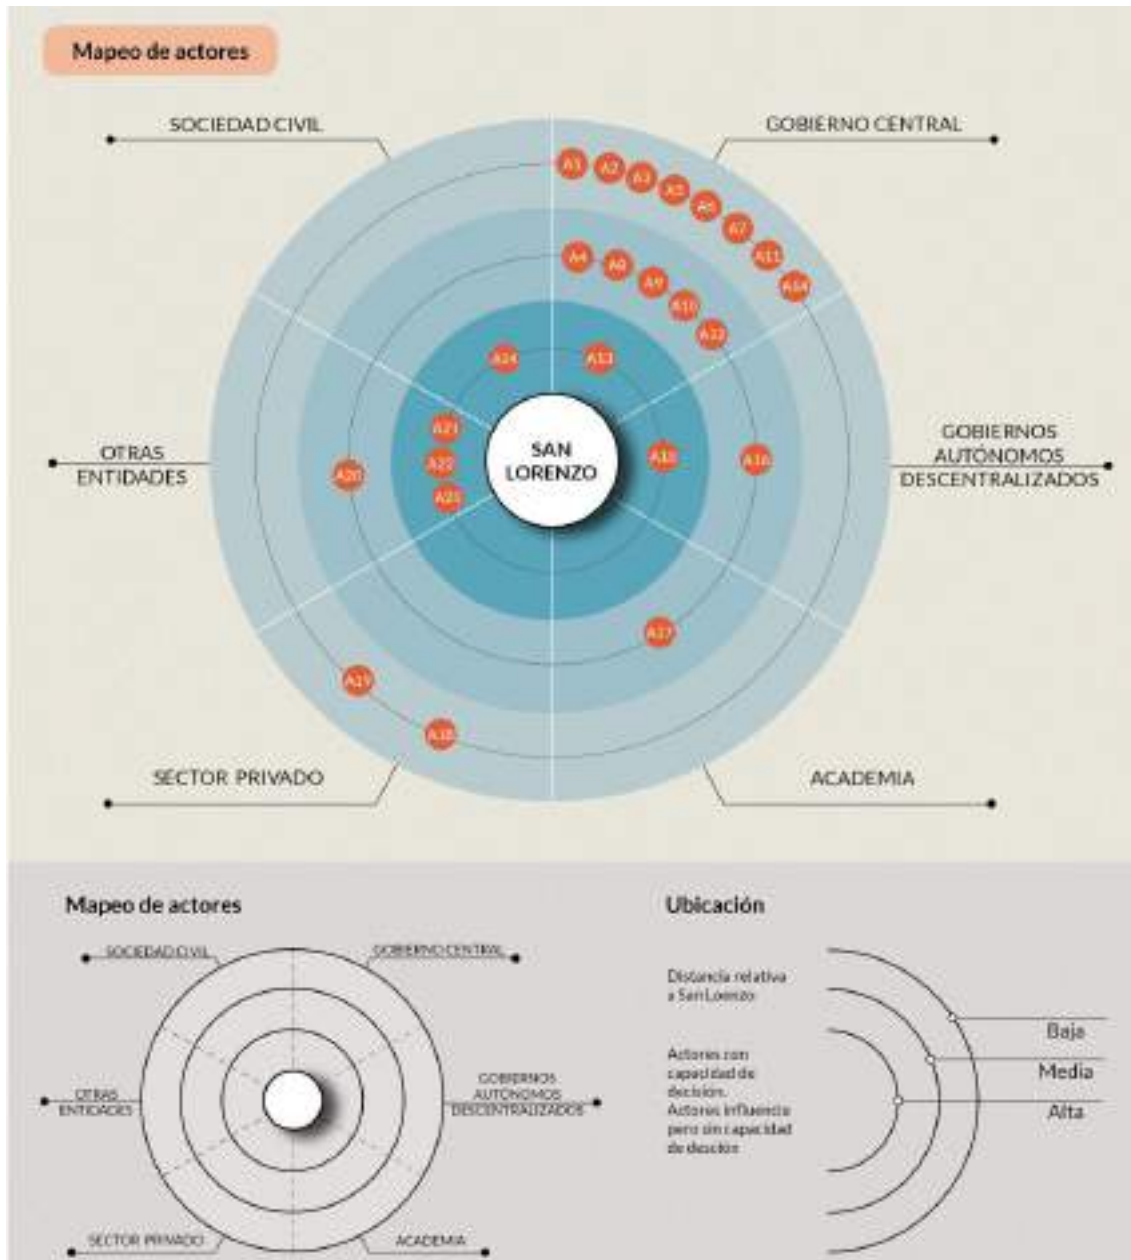 Mapeo de actores
SOCIEDAD CIVIL
GOBIERNO CENTRAL
A1
A2
A3
A5
A6
A7
A11
A14
A4
A8
A9
A10
A12
A24
A13
OTRAS
ENTIDADES
A21
A22
A23
A20
SAN
LORENZO
A15
A16
GOBIERNOS
AUTÓNOMOS
DESCENTRALIZADOS
A17
A19
A18
SECTOR PRIVADO
ACADEMIA
Mapeo de actores
SOCIEDAD CIVIL
GOBIERNO CENTRAL
OTRAS
ENTIDADES
GOBIERNOS
AUTÓNOMOS
DESCENTRALIZADOS
SECTOR PRIVADO
ACADEMIA
Ubicación
Distancia relativa
a San Lorenzo
Actores con
capacidad de
decisión.
Actores influencia
pero sin capacidad
de
Baja
Media
Alta